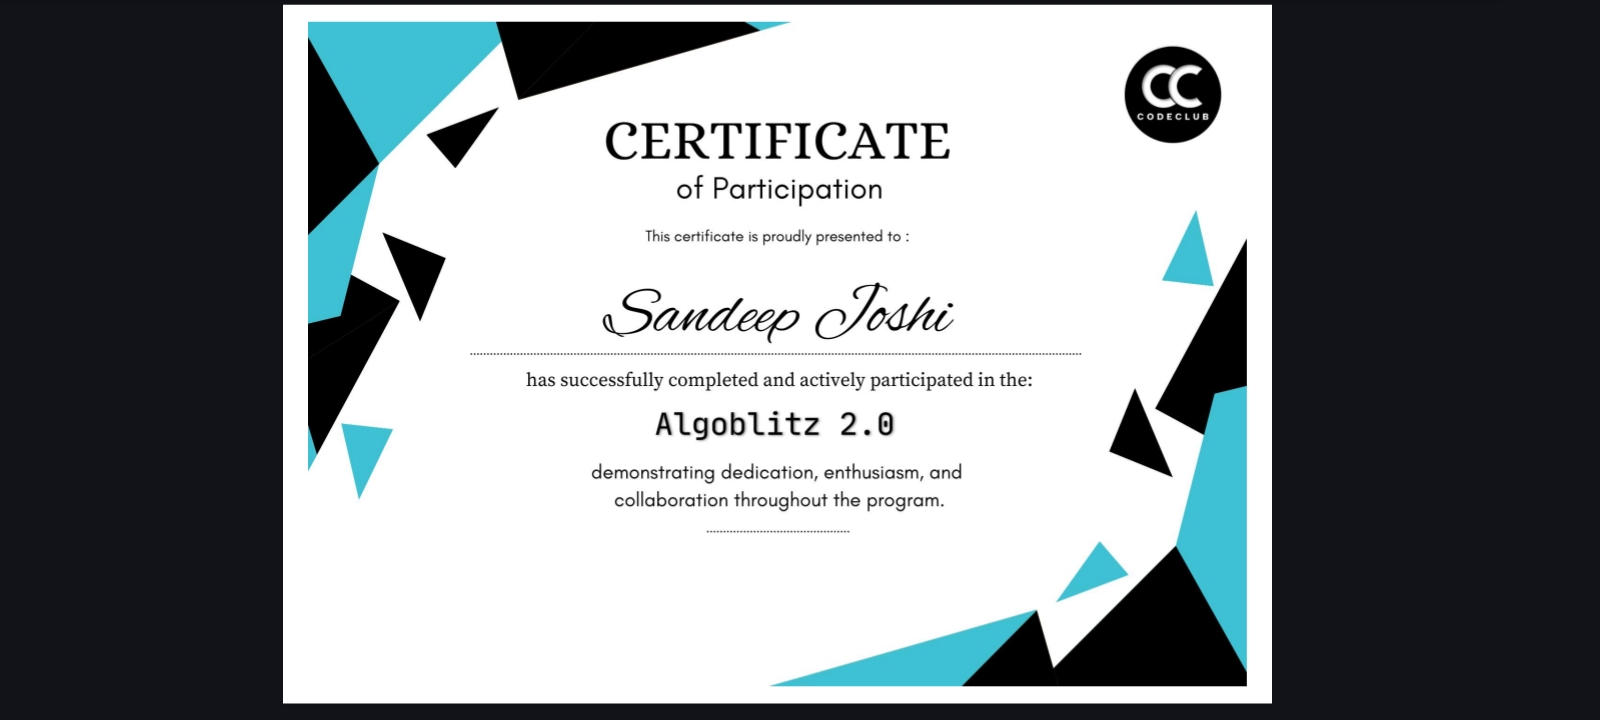 CC
CODECLUB
CERTIFICATE
of Participation
This certificate is proudly presented to :
Sandeep Joshi
has successfully completed and actively participated in the:
Algoblitz 2.0
demonstrating dedication, enthusiasm, and
collaboration throughout the program.